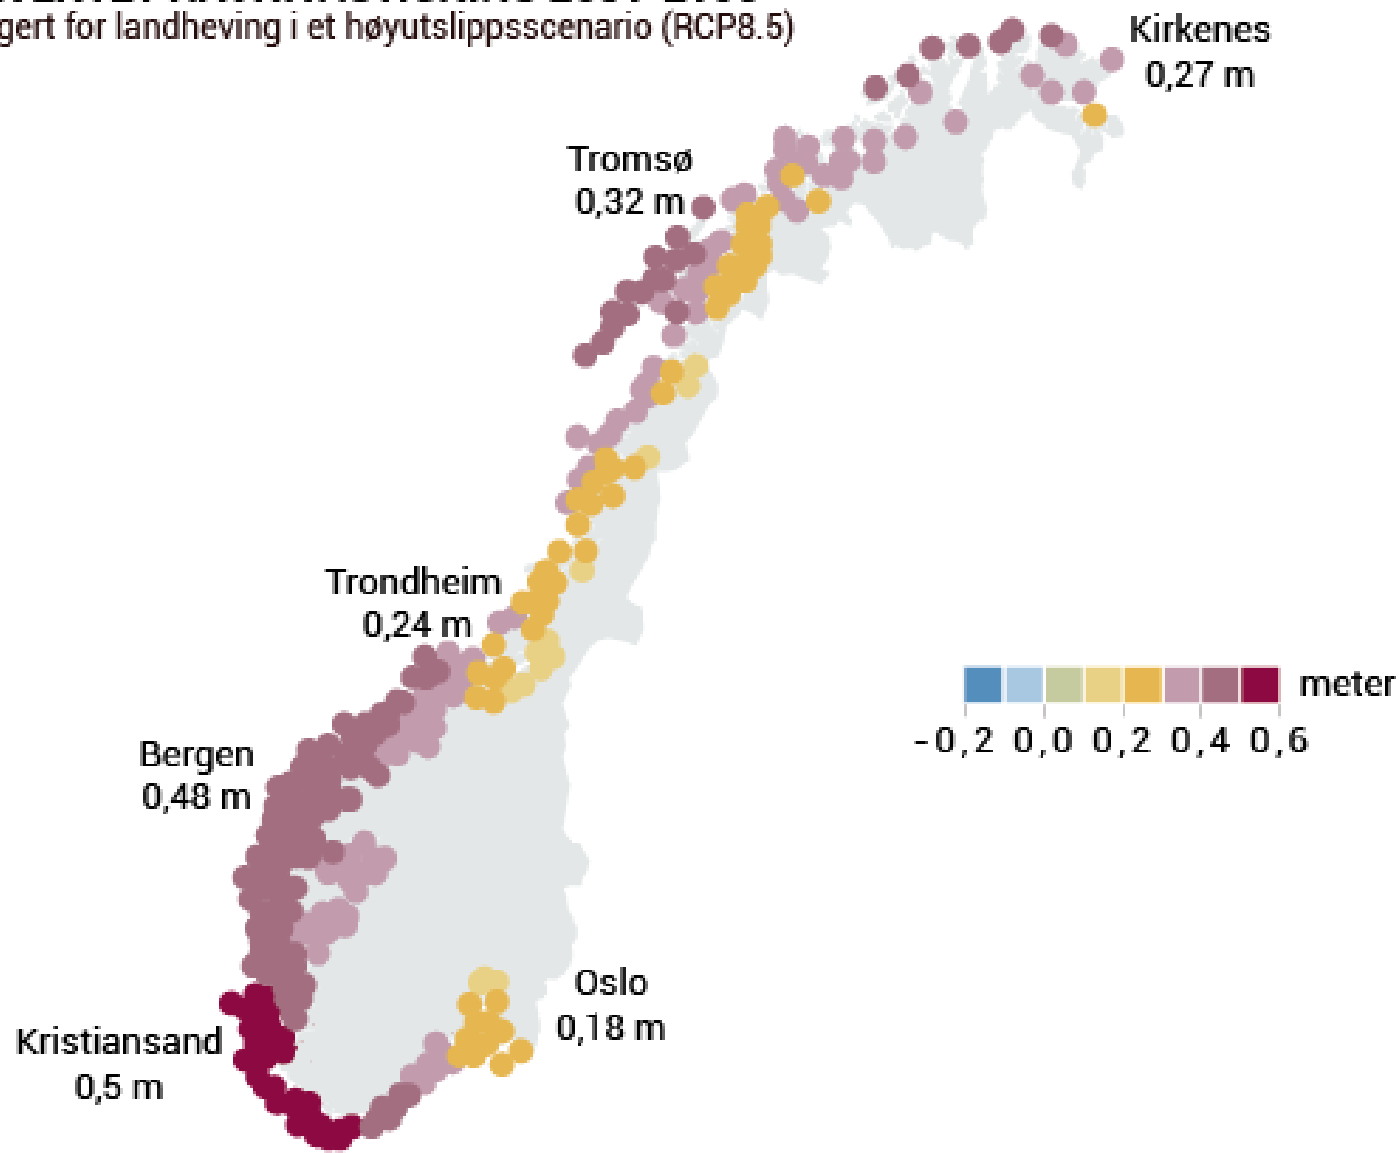 gert for landheving i et høyutslippsscenario (RCP8.5)
Kirkenes
0,27 m
Tromsø
0,32 m
Trondheim
0,24 m
meter
-0,2 0,0 0,2 0,4 0,6
Bergen
0,48 m
Oslo
0,18 m
Kristiansand
0,5 m